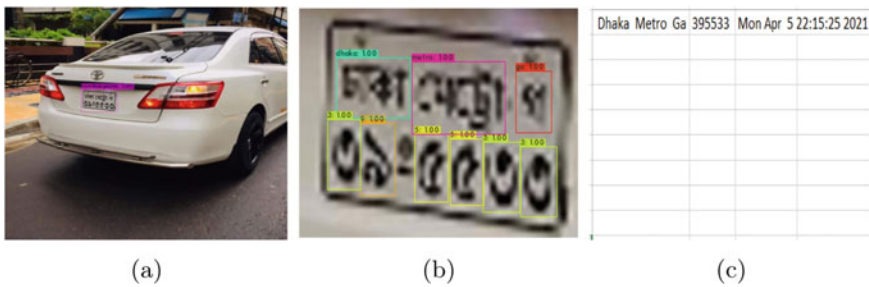 dhaka: 1.00 metro: 1.00 ga: 1.00
ঢাকা মেট্রো গ
3: 1.00 9: 1.00 5: 1.00 5: 1.00 3: 1.00 3: 1.00
৩৯-৫৫৩৩
Dhaka Metro Ga 395533 Mon Apr 5 22:15:25 2021
(a) (b) (c)